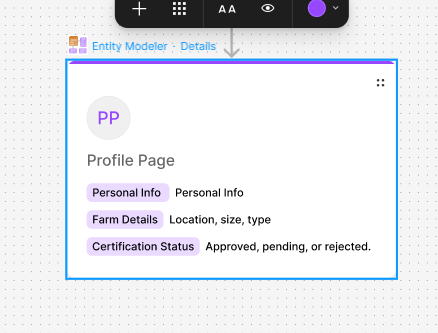 AA
Entity Modeler · Details
PP
Profile Page
Personal Info Personal Info
Farm Details Location, size, type
Certification Status Approved, pending, or rejected.